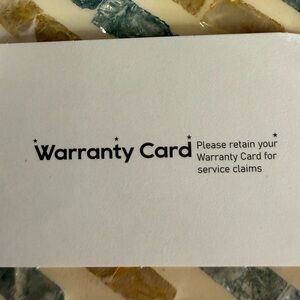 Warranty Card
Please retain your
Warranty Card for
service claims